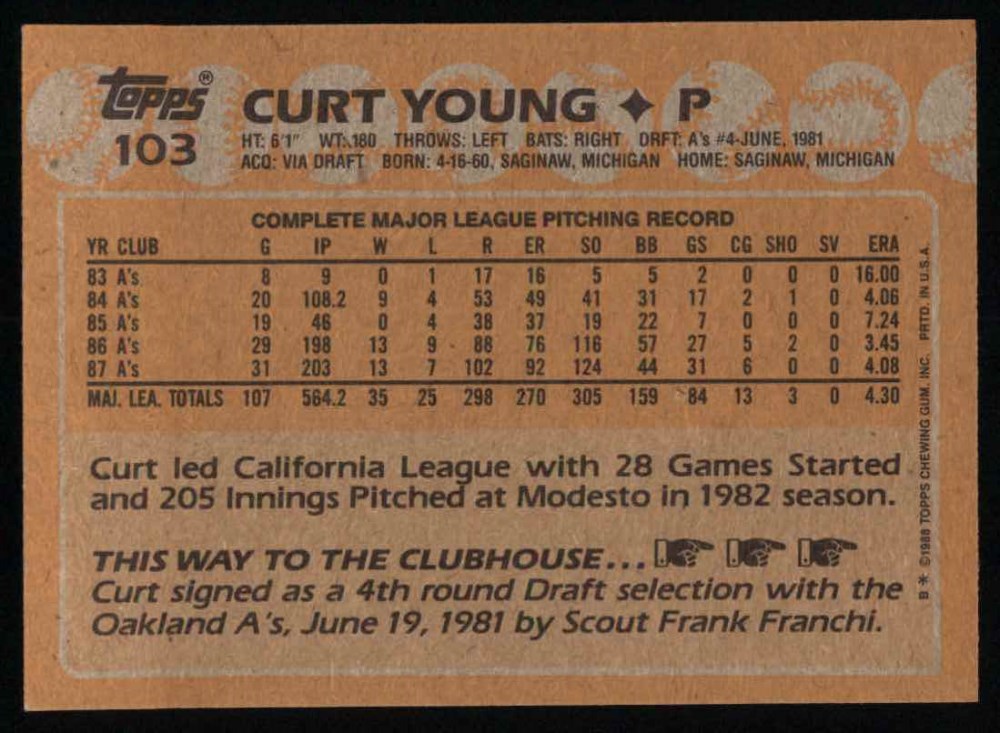 topps®
103
CURT YOUNG ✦ P
HT: 6'1" WT: 180 THROWS: LEFT BATS: RIGHT DRFT: A's #4-JUNE, 1981
ACQ: VIA DRAFT BORN: 4-16-60, SAGINAW, MICHIGAN HOME: SAGINAW, MICHIGAN
COMPLETE MAJOR LEAGUE PITCHING RECORD
YR CLUB G IP W L R ER SO BB GS CG SHO SV ERA
83 A's 8 9 0 1 17 16 5 5 2 0 0 0 16.00
84 A's 20 108.2 9 4 53 49 41 31 17 2 1 0 4.06
85 A's 19 46 0 4 38 37 19 22 7 0 0 0 7.24
86 A's 29 198 13 9 88 76 116 57 27 5 2 0 3.45
87 A's 31 203 13 7 102 92 124 44 31 6 0 0 4.08
MAJ. LEA. TOTALS 107 564.2 35 25 298 270 305 159 84 13 3 0 4.30
Curt led California League with 28 Games Started
and 205 Innings Pitched at Modesto in 1982 season.
THIS WAY TO THE CLUBHOUSE...
Curt signed as a 4th round Draft selection with the
Oakland A's, June 19, 1981 by Scout Frank Franchi.
B * ©1988 TOPPS CHEWING GUM, INC. PRTD. IN U.S.A.